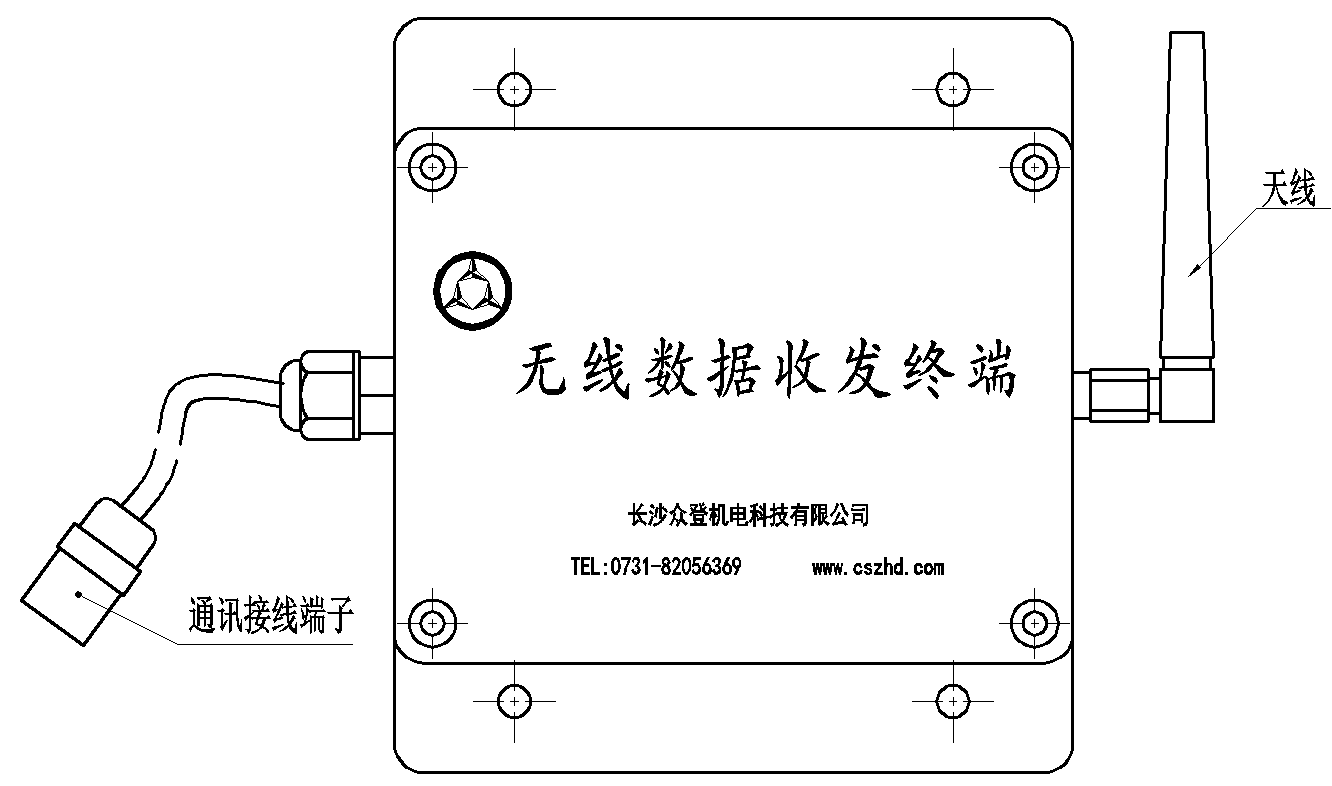 天线
无线数据收发终端
长沙众登机电科技有限公司
TEL:0731-82056369 www.cszhd.com
通讯接线端子